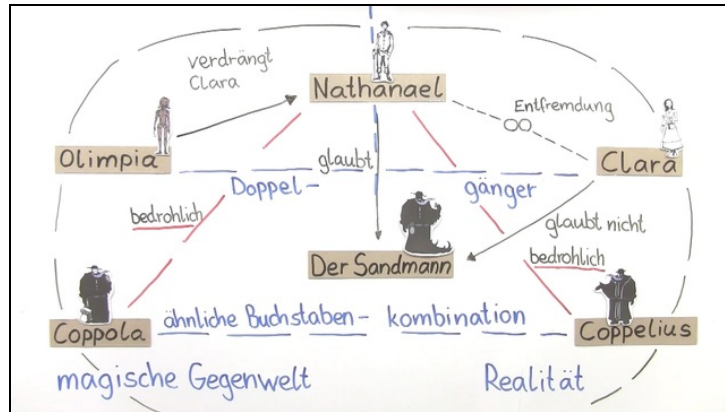 verdrängt
Clara
Nathanael
Entfremdung
Olimpia
glaubt
Clara
Doppel-
gänger
bedrohlich
glaubt nicht
Der Sandmann
bedrohlich
Coppola
ähnliche Buchstaben-
kombination
Coppelius
magische Gegenwelt
Realität